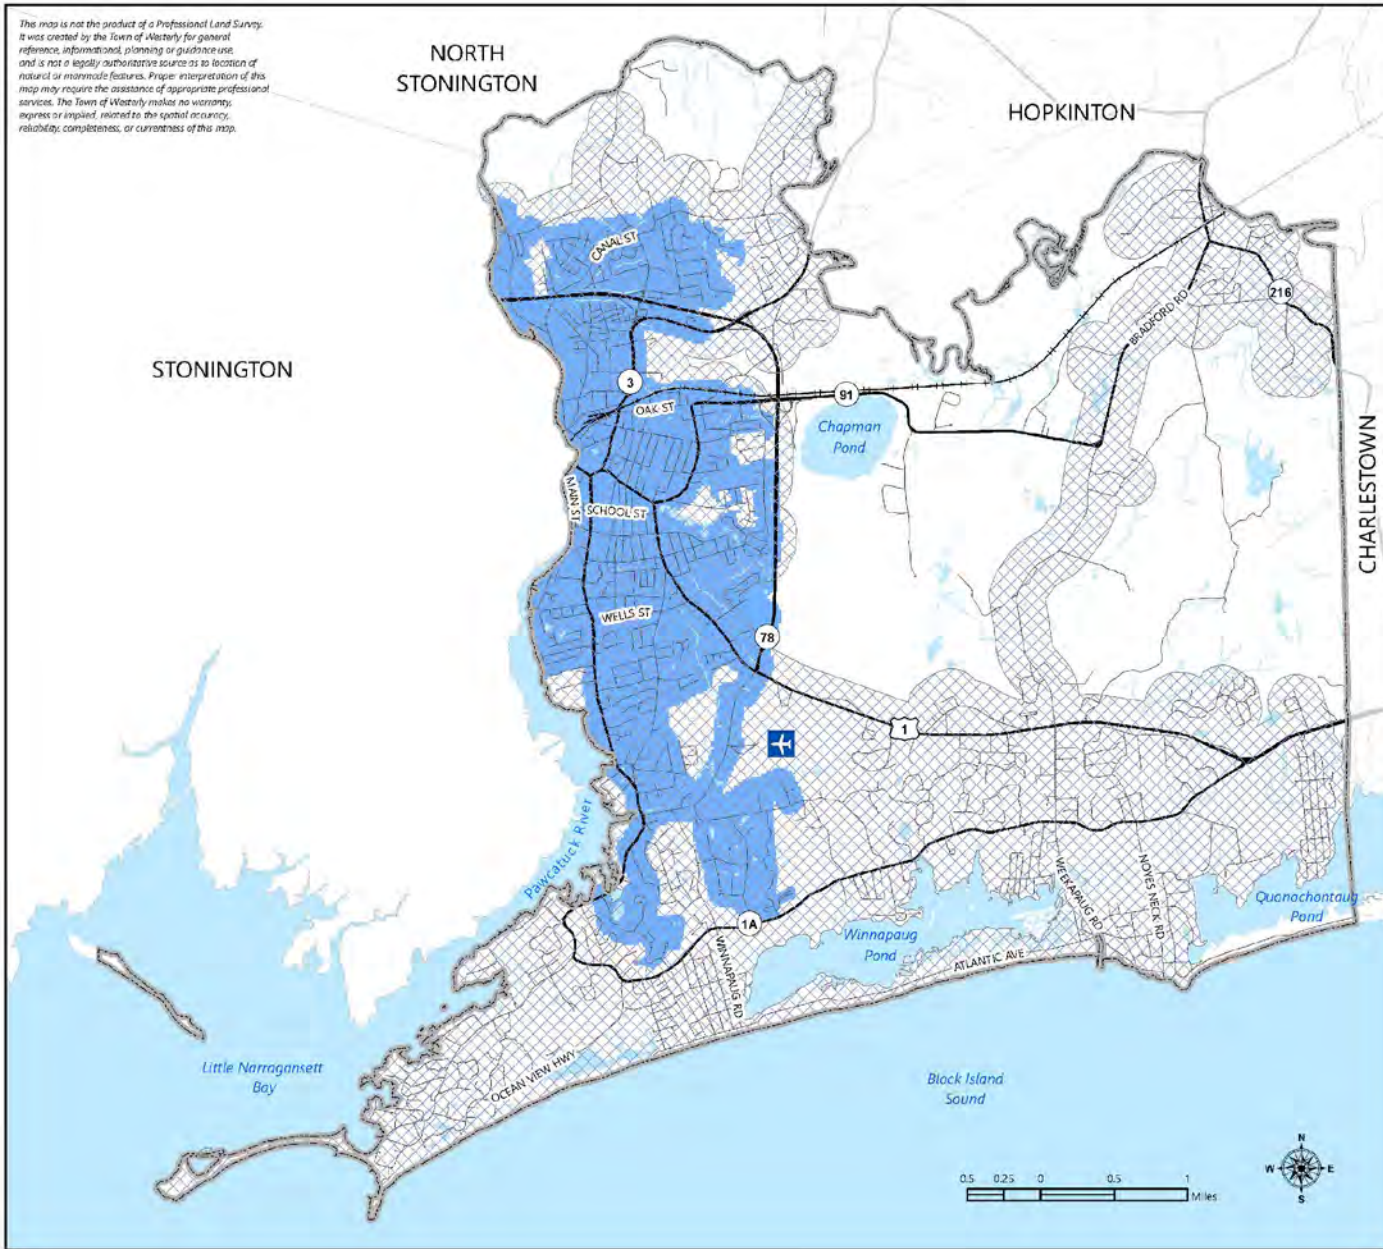 This map is not the product of a Professional Land Survey.
It was created by the Town of Westerly for general
reference, informational, planning or guidance use,
and is not a legally authoritative source as to location of
natural or manmade features. Proper interpretation of this
map may require the assistance of appropriate professional
services. The Town of Westerly makes no warranty,
express or implied, related to the spatial accuracy,
reliability, completeness, or currentness of this map.
NORTH
STONINGTON
HOPKINTON
CANAL ST
216
BRADFORD RD
STONINGTON
3
91
OAK ST
Chapman
Pond
CHARLESTOWN
MAIN ST
SCHOOL ST
WELLS ST
78
1
Pawcatuck River
WEEKAPAUG RD
NOYES NECK RD
Quonochontaug
Pond
1A
Winnapaug
Pond
WINNAPAUG RD
ATLANTIC AVE
Little Narragansett
Bay
OCEAN VIEW HWY
Block Island
Sound
N
W E
S
0.5 0.25 0 0.5 1
Miles